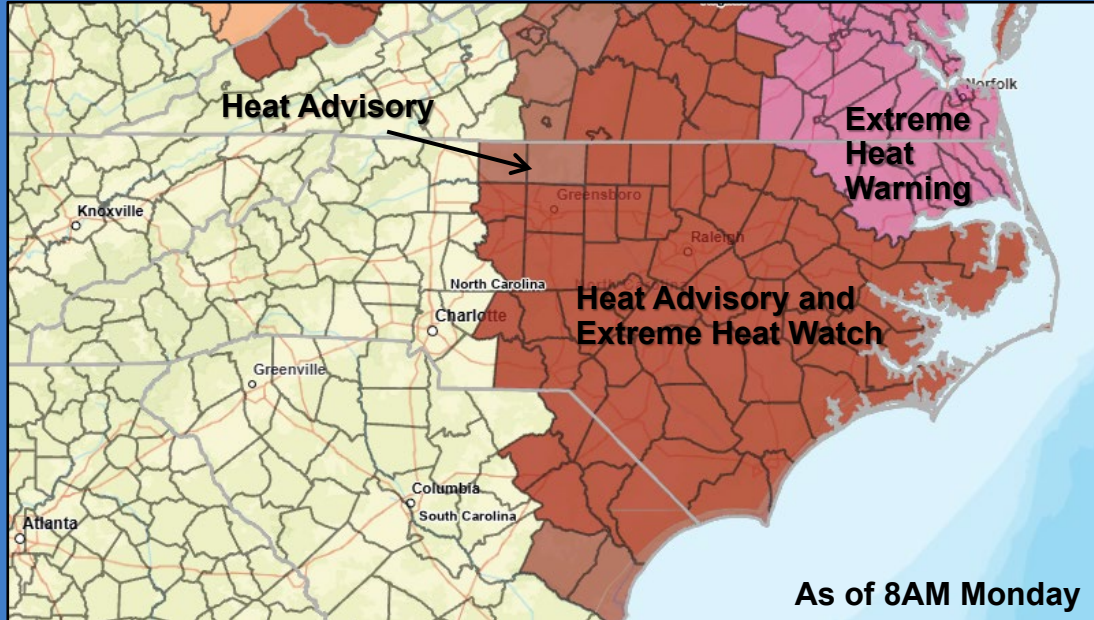 Norfolk
Heat Advisory
Extreme
Heat
Warning
Knoxville
Greensboro
Raleigh
North Carolina
Heat Advisory and
Extreme Heat Watch
Charlotte
Greenville
Columbia
South Carolina
Atlanta
As of 8AM Monday